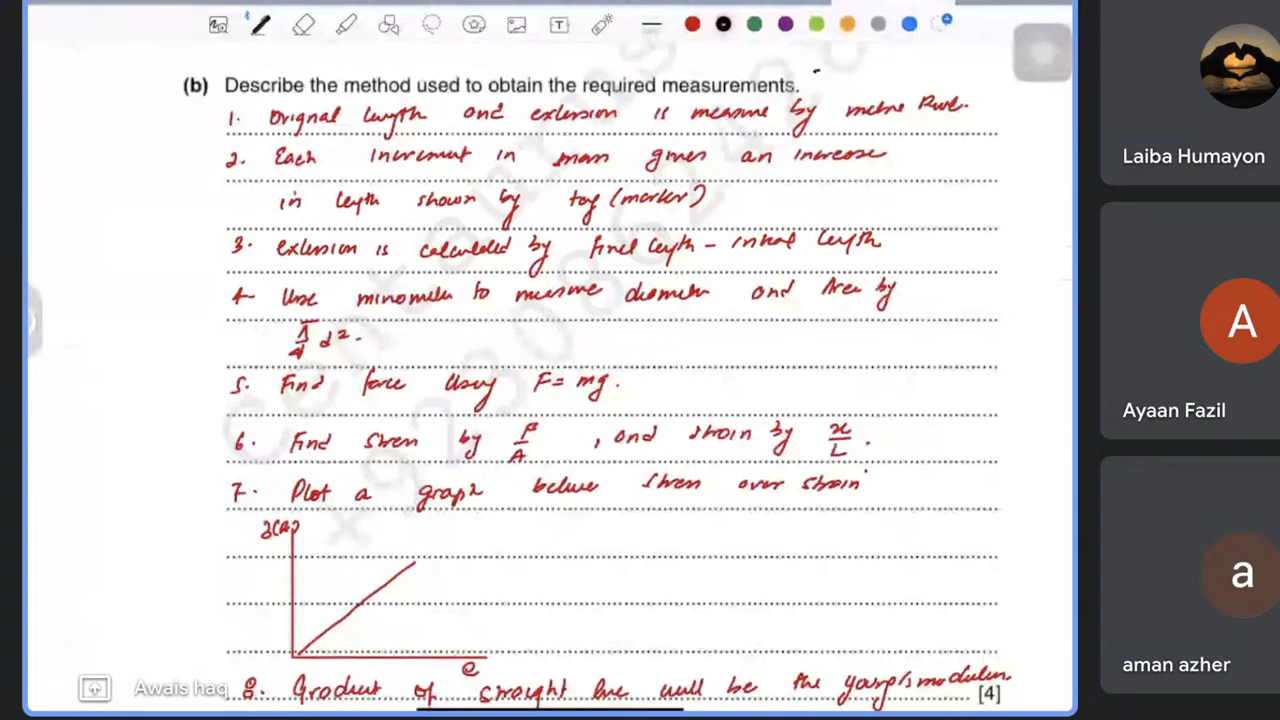 (b) Describe the method used to obtain the required measurements.
1. Orignal length and extension is measure by metre Rule.
2. Each increment in mass gives an increase
in length shown by tag (marker)
3. extension is calculated by final length - initial length
4. Use micrometer to measure diameter and Area by
π/4 d².
5. Find force using F = mg.
6. Find stress by F/A , and strain by x/L .
7. Plot a graph between stress over strain
e
8. Gradient of straight line will be the young's modulus. [4]
Centaurus
+923086242
Awais haq
Laiba Humayon
A
Ayaan Fazil
a
aman azher